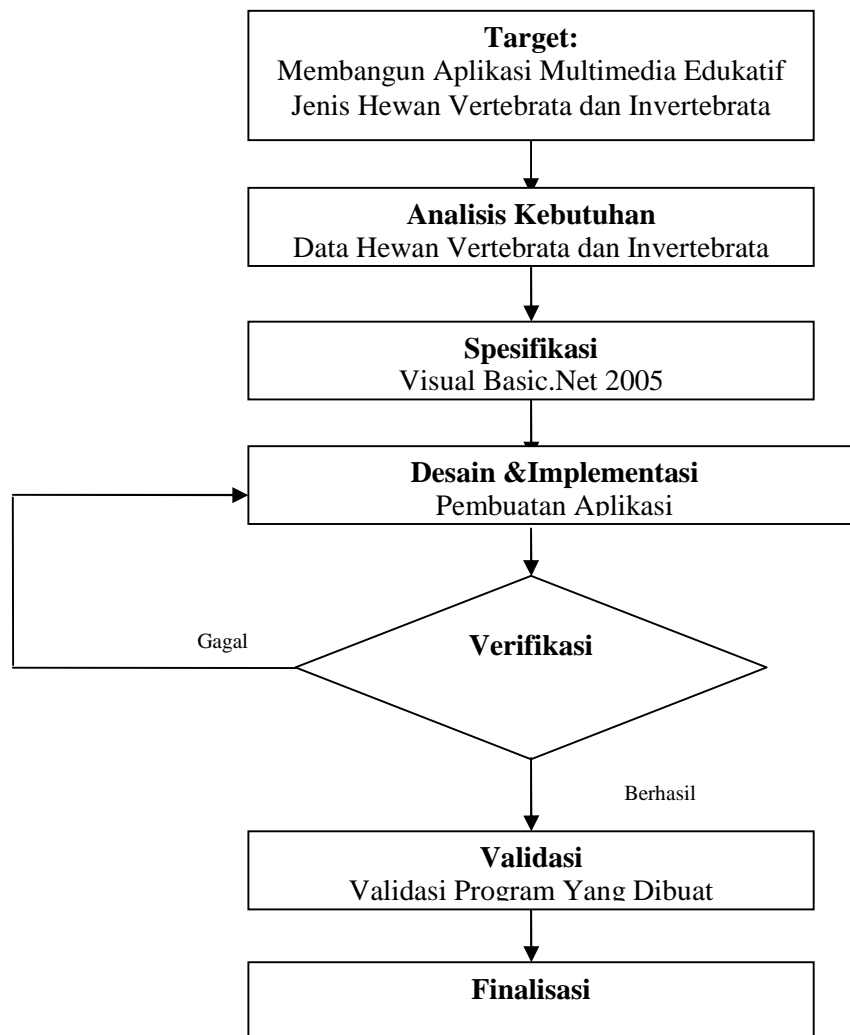 Target:
Membangun Aplikasi Multimedia Edukatif
Jenis Hewan Vertebrata dan Invertebrata
Analisis Kebutuhan
Data Hewan Vertebrata dan Invertebrata
Spesifikasi
Visual Basic.Net 2005
Desain &Implementasi
Pembuatan Aplikasi
Verifikasi
Gagal
Berhasil
Validasi
Validasi Program Yang Dibuat
Finalisasi